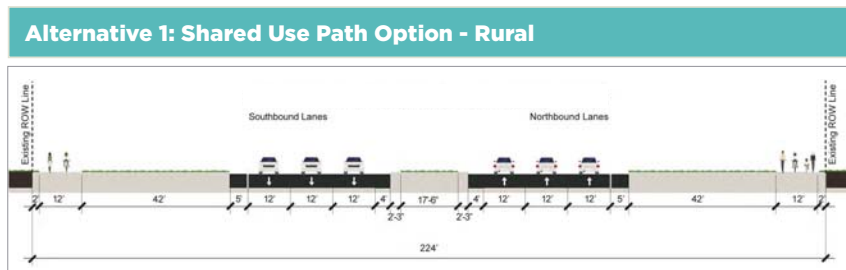 Alternative 1: Shared Use Path Option - Rural
Existing ROW Line
Southbound Lanes
Northbound Lanes
Existing ROW Line
2' 12' 42' 5' 12' 12' 12' 4' 2'-3" 17'-6" 2'-3" 4' 12' 12' 12' 5' 42' 12' 2'
224'